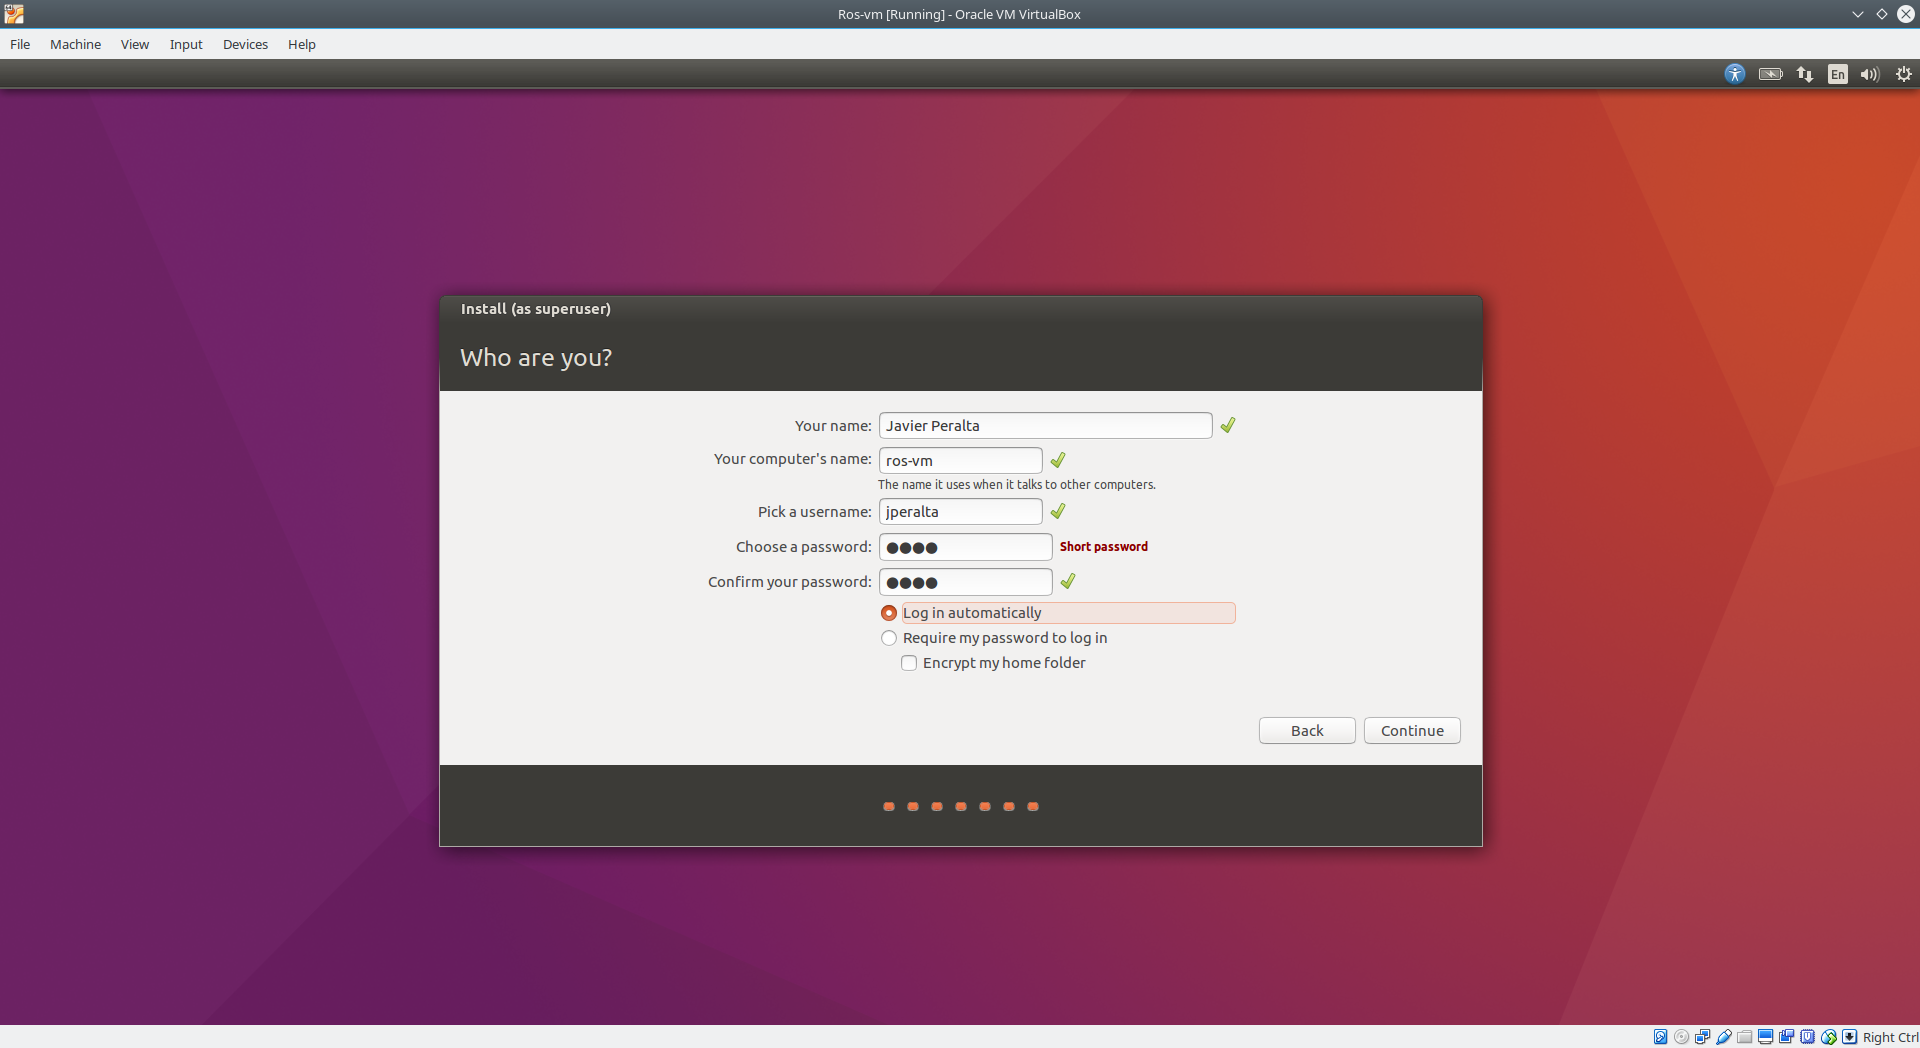 Ros-vm [Running] - Oracle VM VirtualBox
File Machine View Input Devices Help
En
Install (as superuser)
Who are you?
Your name: Javier Peralta
Your computer's name: ros-vm
The name it uses when it talks to other computers.
Pick a username: jperalta
Choose a password: ●●●● Short password
Confirm your password: ●●●●
Log in automatically
Require my password to log in
Encrypt my home folder
Back Continue
Right Ctrl